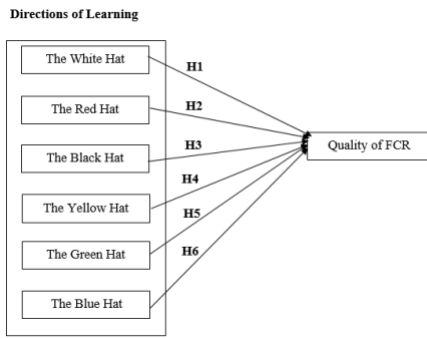 Directions of Learning
The White Hat
H1
The Red Hat
H2
The Black Hat
H3
Quality of FCR
The Yellow Hat
H4
The Green Hat
H5
The Blue Hat
H6